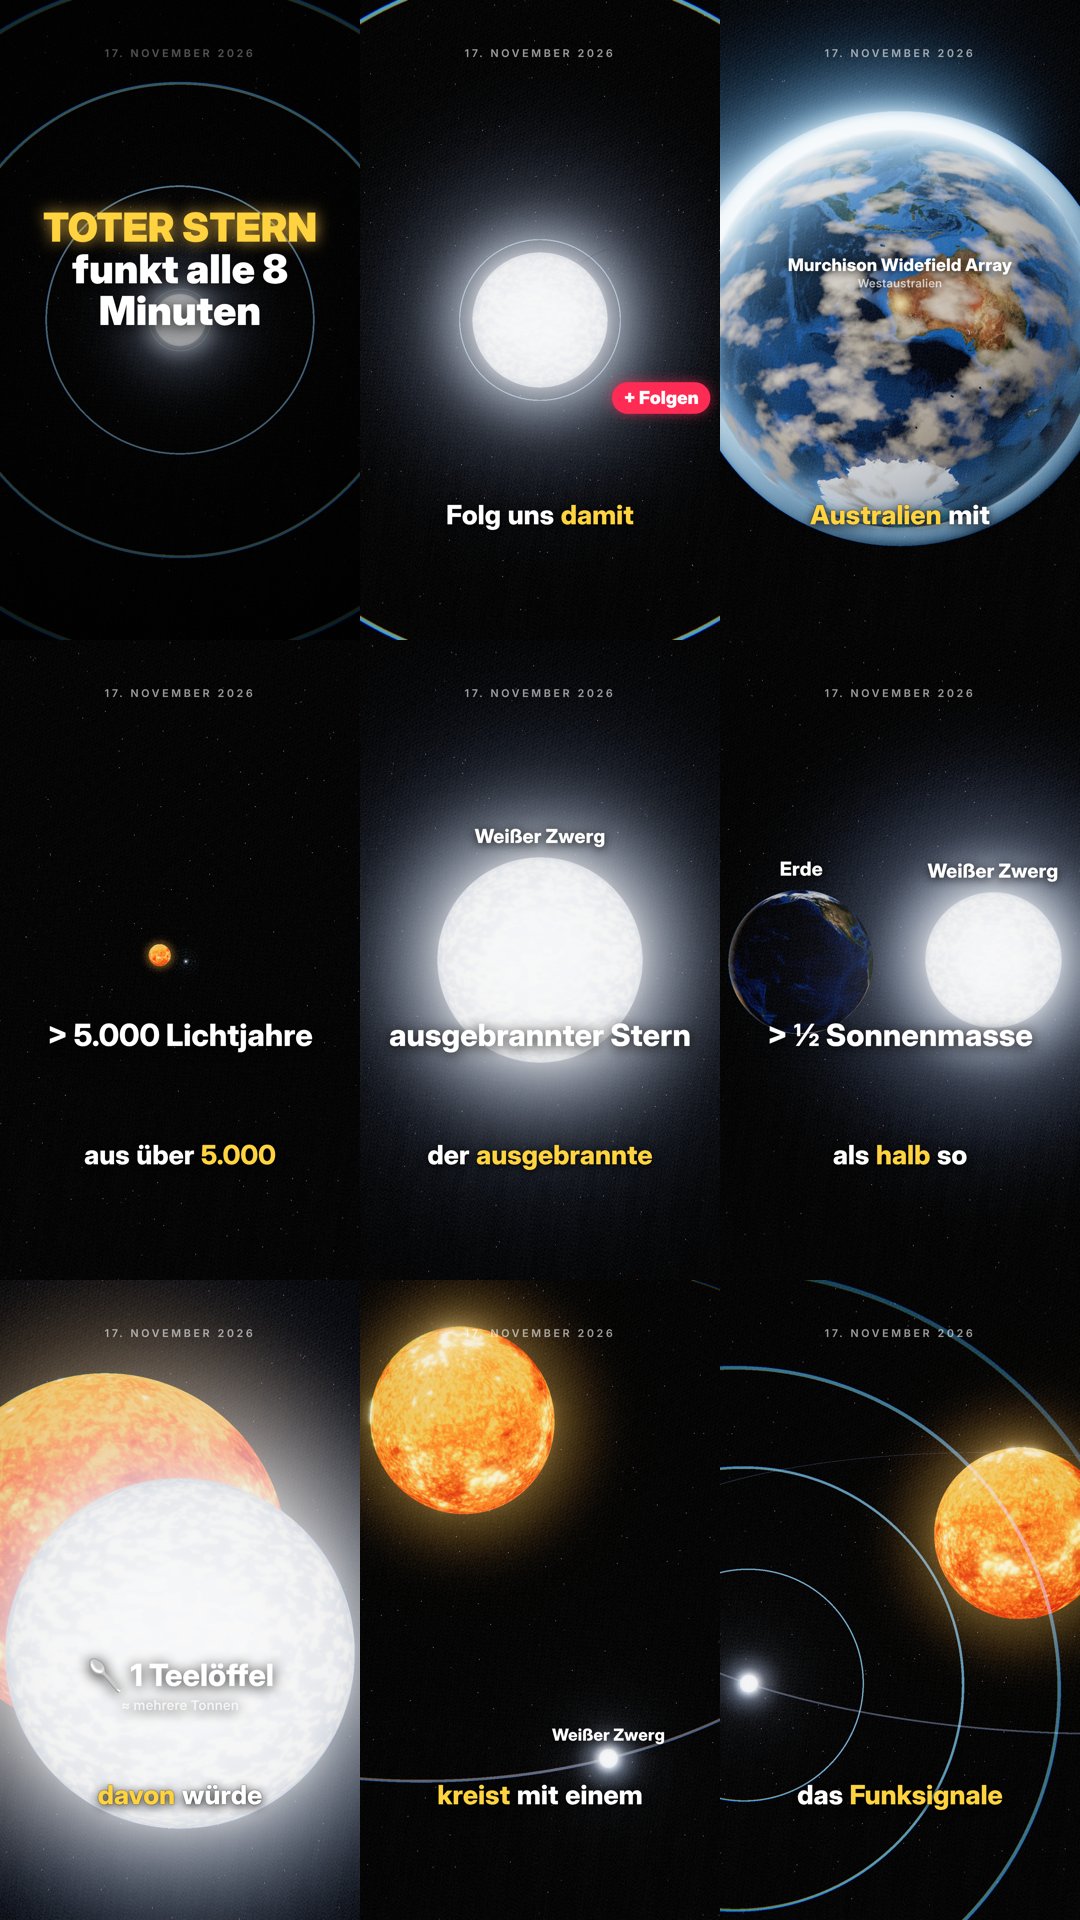 17. NOVEMBER 2026
TOTER STERN
funkt alle 8
Minuten
17. NOVEMBER 2026
+ Folgen
Folg uns damit
17. NOVEMBER 2026
Murchison Widefield Array
Westaustralien
Australien mit
17. NOVEMBER 2026
> 5.000 Lichtjahre
aus über 5.000
17. NOVEMBER 2026
Weißer Zwerg
ausgebrannter Stern
der ausgebrannte
17. NOVEMBER 2026
Erde
Weißer Zwerg
> ½ Sonnenmasse
als halb so
17. NOVEMBER 2026
1 Teelöffel
≈ mehrere Tonnen
davon würde
17. NOVEMBER 2026
Weißer Zwerg
kreist mit einem
17. NOVEMBER 2026
das Funksignale